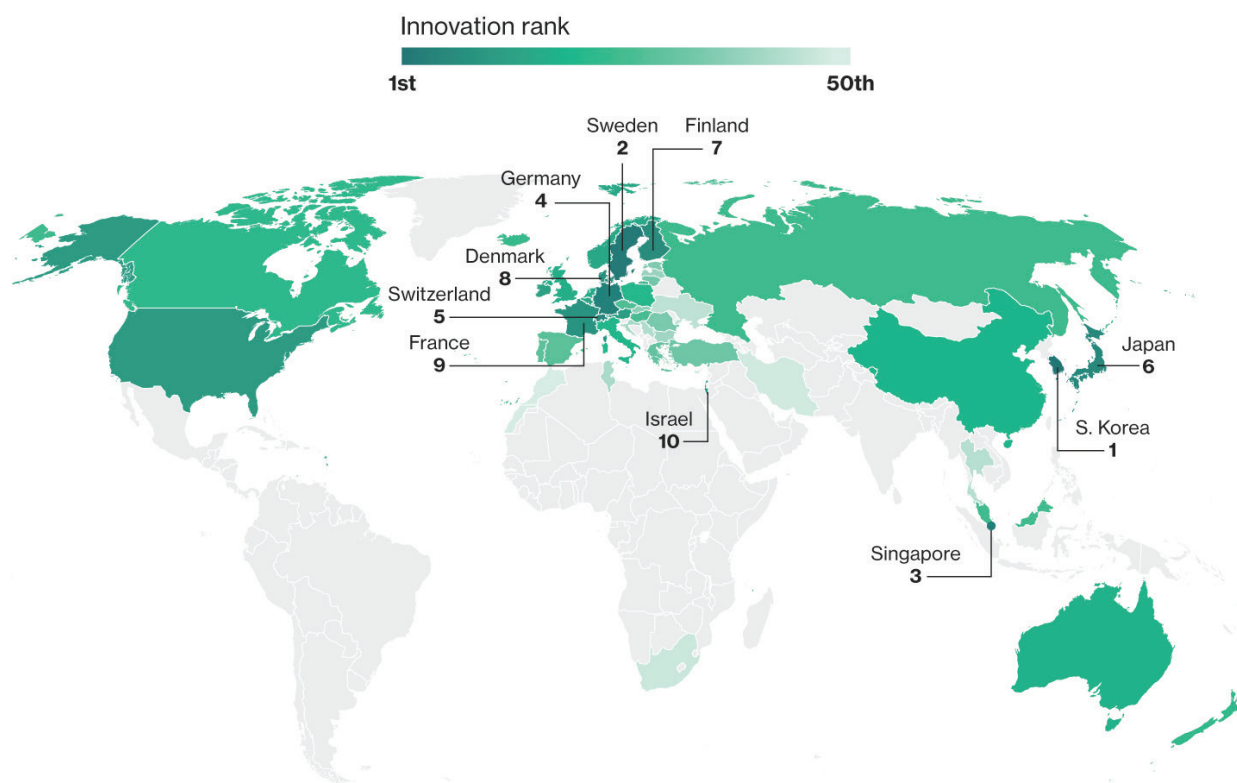 Innovation rank
1st
50th
Sweden
2
Finland
7
Germany
4
Denmark
8
Switzerland
5
France
9
Japan
6
Israel
10
S. Korea
1
Singapore
3